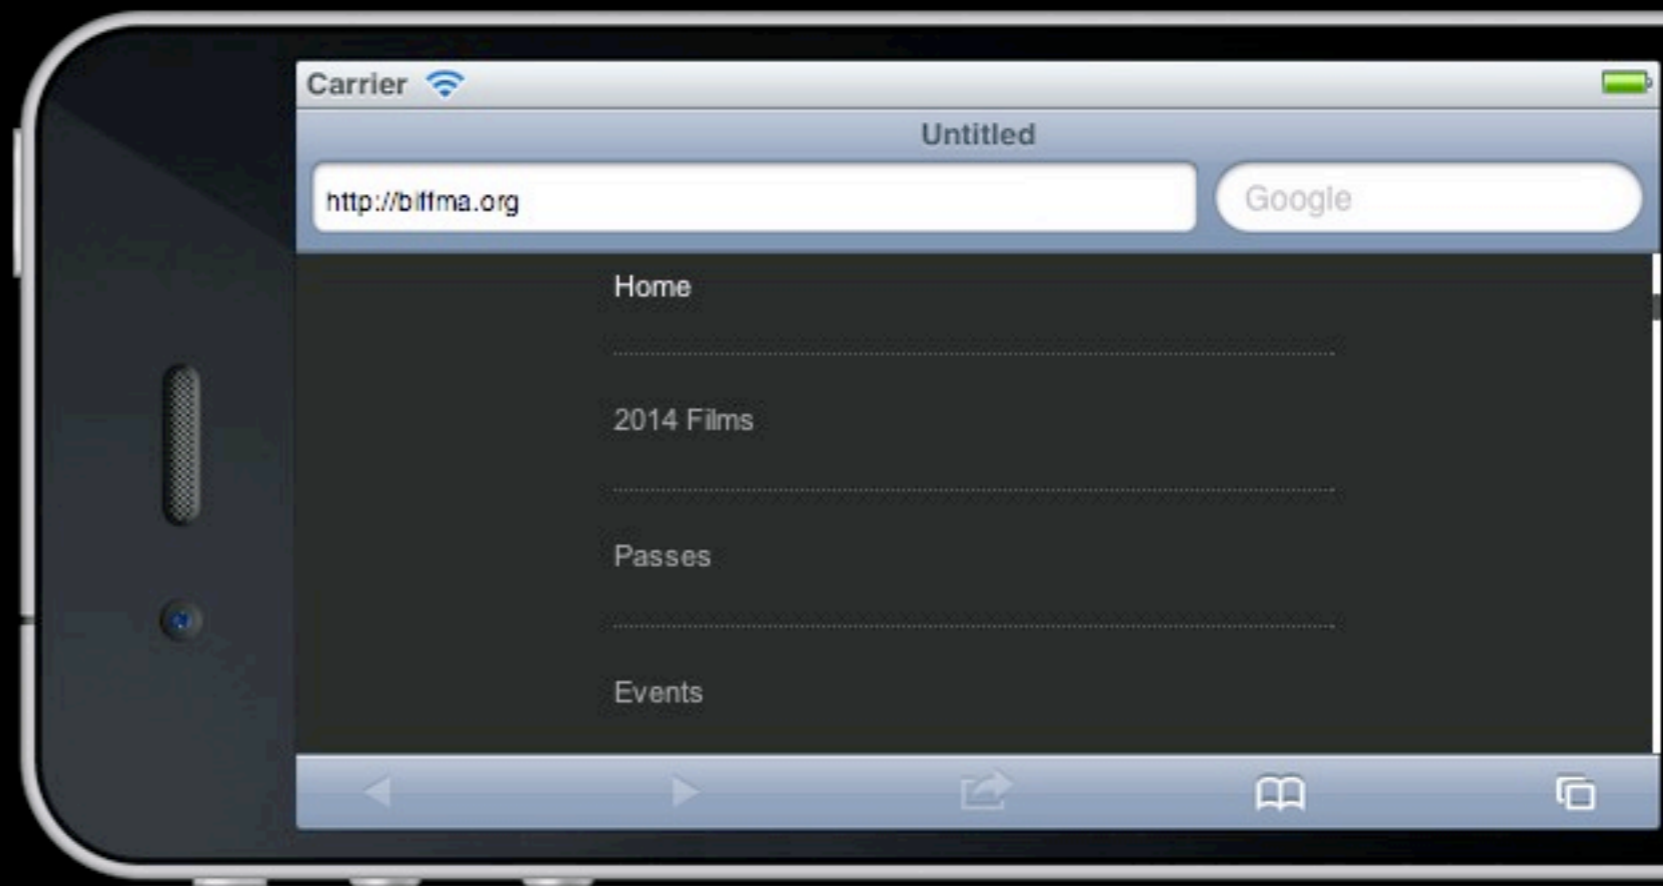 Carrier
Untitled
http://biffma.org
Google
Home
2014 Films
Passes
Events